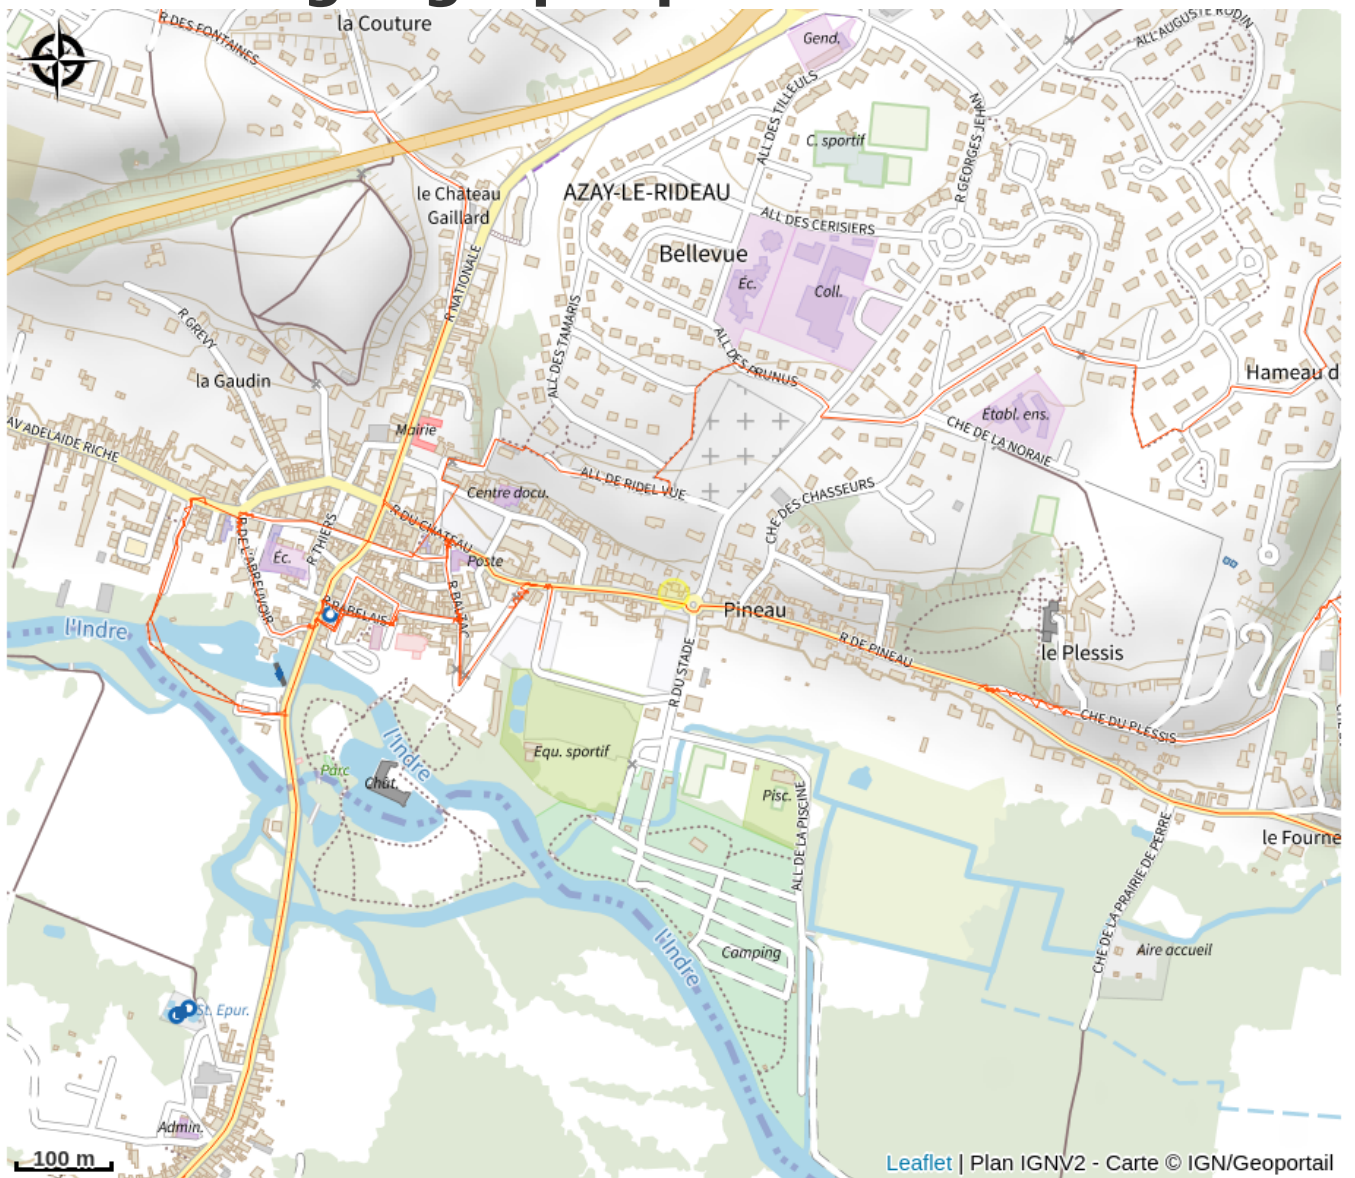 la Couture
R DES FONTAINES
Gend.
ALL AUGUSTE RODIN
ALL DES TILLEULS
C. sportif
R GEORGES JEHAN
le Chateau
Gaillard
AZAY-LE-RIDEAU
ALL DES CERISIERS
Bellevue
R NATIONALE
Éc.
Coll.
R GREVY
ALL DES TAMARIS
ALL DES PRUNUS
la Gaudin
Hameau d
Établ. ens.
AV ADELAIDE RICHE
Mairie
CHE DE LA NORAIE
ALL DE RIDEL VUE
Centre docu.
CHE DES CHASSEURS
R DU CHATEAU
R THIERS
R DE L'ABREUVOIR
Éc.
Poste
R RABELAIS
R BALZAC
Pineau
l'Indre
R DE PINEAU
le Plessis
R DU STADE
CHE DU PLESSIS
l'Indre
Equ. sportif
Parc
Chât.
Pisc.
ALL DE LA PISCINE
le Fourne
CHE DE LA PRAIRIE DE PERRE
l'Indre
Camping
Aire accueil
St. Epur.
Admin.
100 m
Leaflet | Plan IGNV2 - Carte © IGN/Geoportail